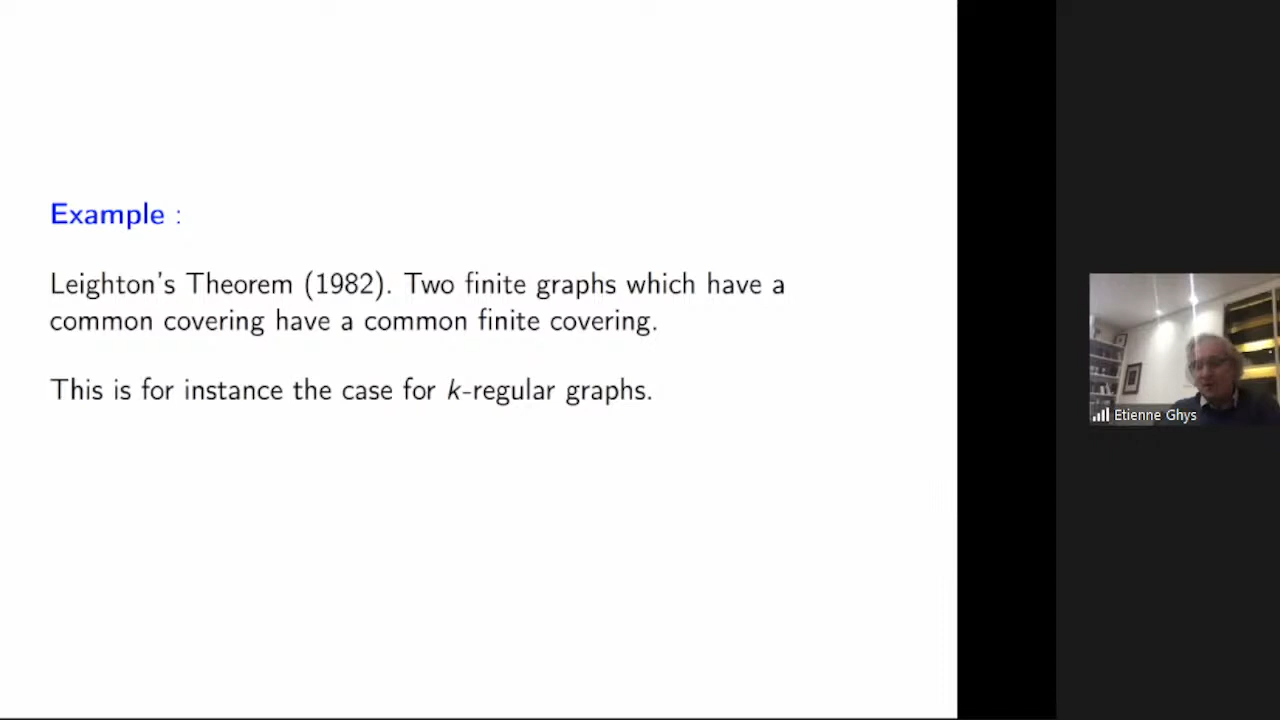 Example :
Leighton's Theorem (1982). Two finite graphs which have a
common covering have a common finite covering.
This is for instance the case for k-regular graphs.
Etienne Ghys